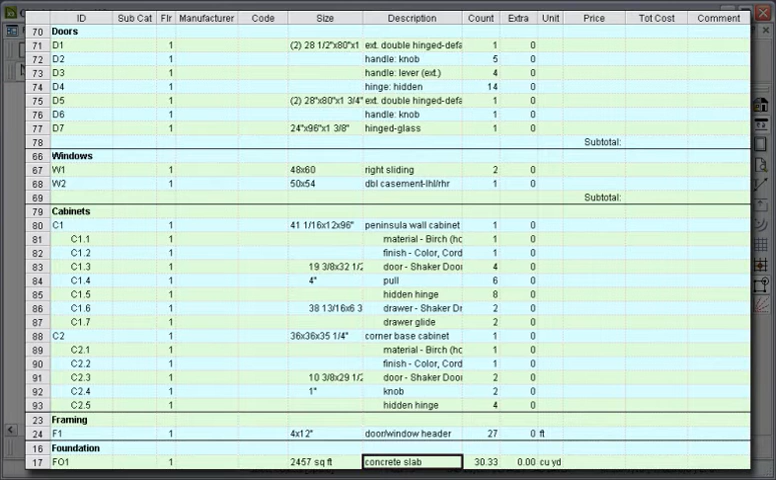 ID Sub Cat Flr Manufacturer Code Size Description Count Extra Unit Price Tot Cost Comment
70 Doors
71 D1 1 (2) 28 1/2"x80"x1 ext. double hinged-defa 1 0
72 D2 1 handle: knob 5 0
73 D3 1 handle: lever (ext.) 4 0
74 D4 1 hinge: hidden 14 0
75 D5 1 (2) 28"x80"x1 3/4" ext. double hinged-defa 1 0
76 D6 1 handle: knob 1 0
77 D7 1 24"x96"x1 3/8" hinged-glass 1 0
78 Subtotal:
66 Windows
67 W1 1 48x60 right sliding 2 0
68 W2 1 50x54 dbl casement-lhl/rhr 1 0
69 Subtotal:
79 Cabinets
80 C1 1 41 1/16x12x96" peninsula wall cabinet 1 0
81 C1.1 1 material - Birch (ho 1 0
82 C1.2 1 finish - Color, Cord 1 0
83 C1.3 1 19 3/8x32 1/2 door - Shaker Door 4 0
84 C1.4 1 4" pull 6 0
85 C1.5 1 hidden hinge 8 0
86 C1.6 1 38 13/16x6 3 drawer - Shaker Dr 2 0
87 C1.7 1 drawer glide 2 0
88 C2 1 36x36x35 1/4" corner base cabinet 1 0
89 C2.1 1 material - Birch (ho 1 0
90 C2.2 1 finish - Color, Cord 1 0
91 C2.3 1 10 3/8x29 1/2 door - Shaker Door 2 0
92 C2.4 1 1" knob 2 0
93 C2.5 1 hidden hinge 4 0
23 Framing
24 F1 1 4x12" door/window header 27 0 ft
16 Foundation
17 FO1 1 2457 sq ft concrete slab 30.33 0.00 cu yd